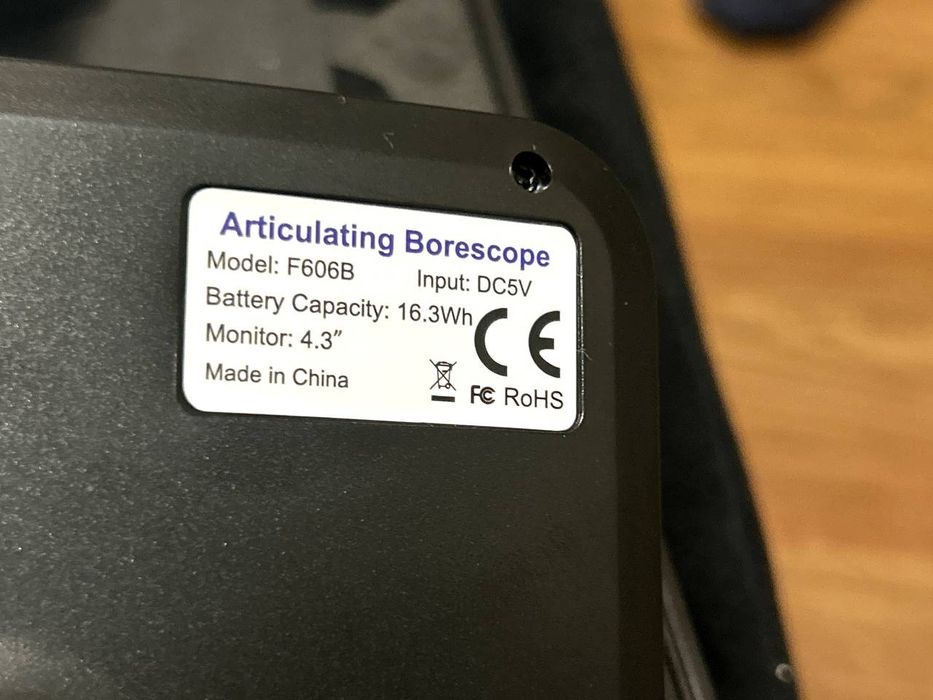 Articulating Borescope
Model: F606B Input: DC5V
Battery Capacity: 16.3Wh
Monitor: 4.3″
Made in China
CE
FC RoHS